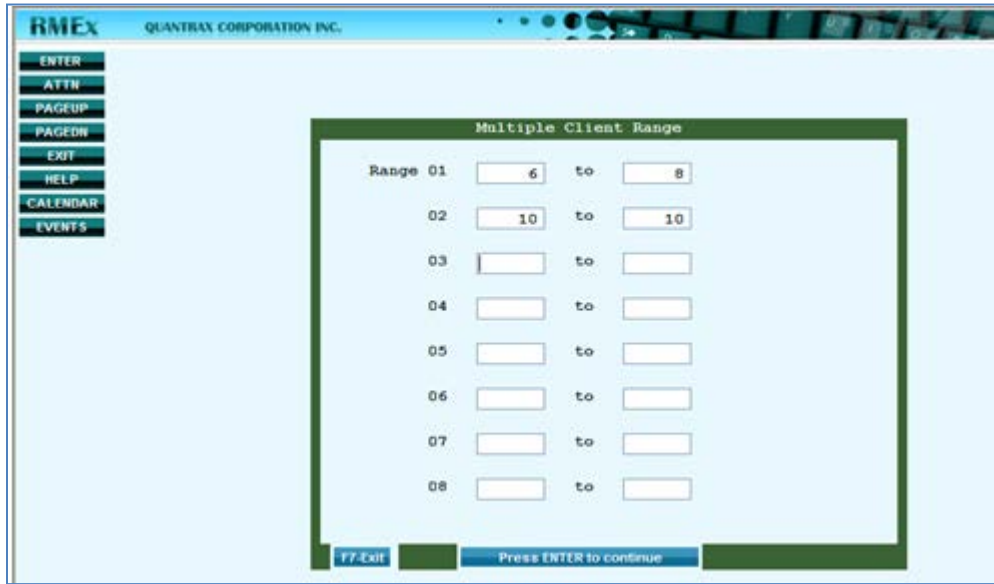 RMEx QUANTRAX CORPORATION INC.
ENTER
ATTN
PAGEUP
PAGEDN
EXIT
HELP
CALENDAR
EVENTS
Multiple Client Range
Range 01 6 to 8
02 10 to 10
03 to
04 to
05 to
06 to
07 to
08 to
F7-Exit Press ENTER to continue